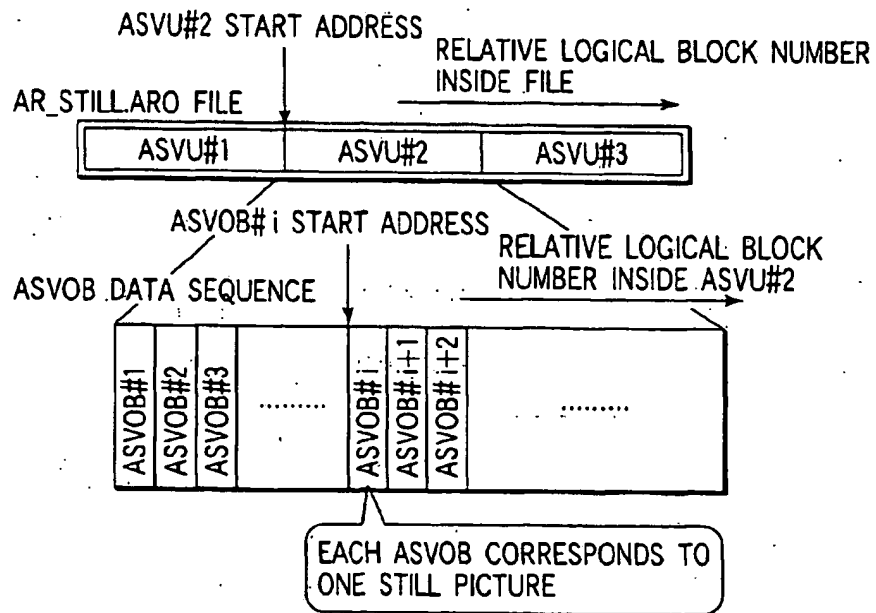 ASVU#2 START ADDRESS
RELATIVE LOGICAL BLOCK NUMBER
INSIDE FILE
AR_STILL.ARO FILE
ASVU#1 ASVU#2 ASVU#3
ASVOB#i START ADDRESS
RELATIVE LOGICAL BLOCK
NUMBER INSIDE ASVU#2
ASVOB DATA SEQUENCE
ASVOB#1
ASVOB#2
ASVOB#3
.........
ASVOB#i
ASVOB#i+1
ASVOB#i+2
.........
EACH ASVOB CORRESPONDS TO
ONE STILL PICTURE